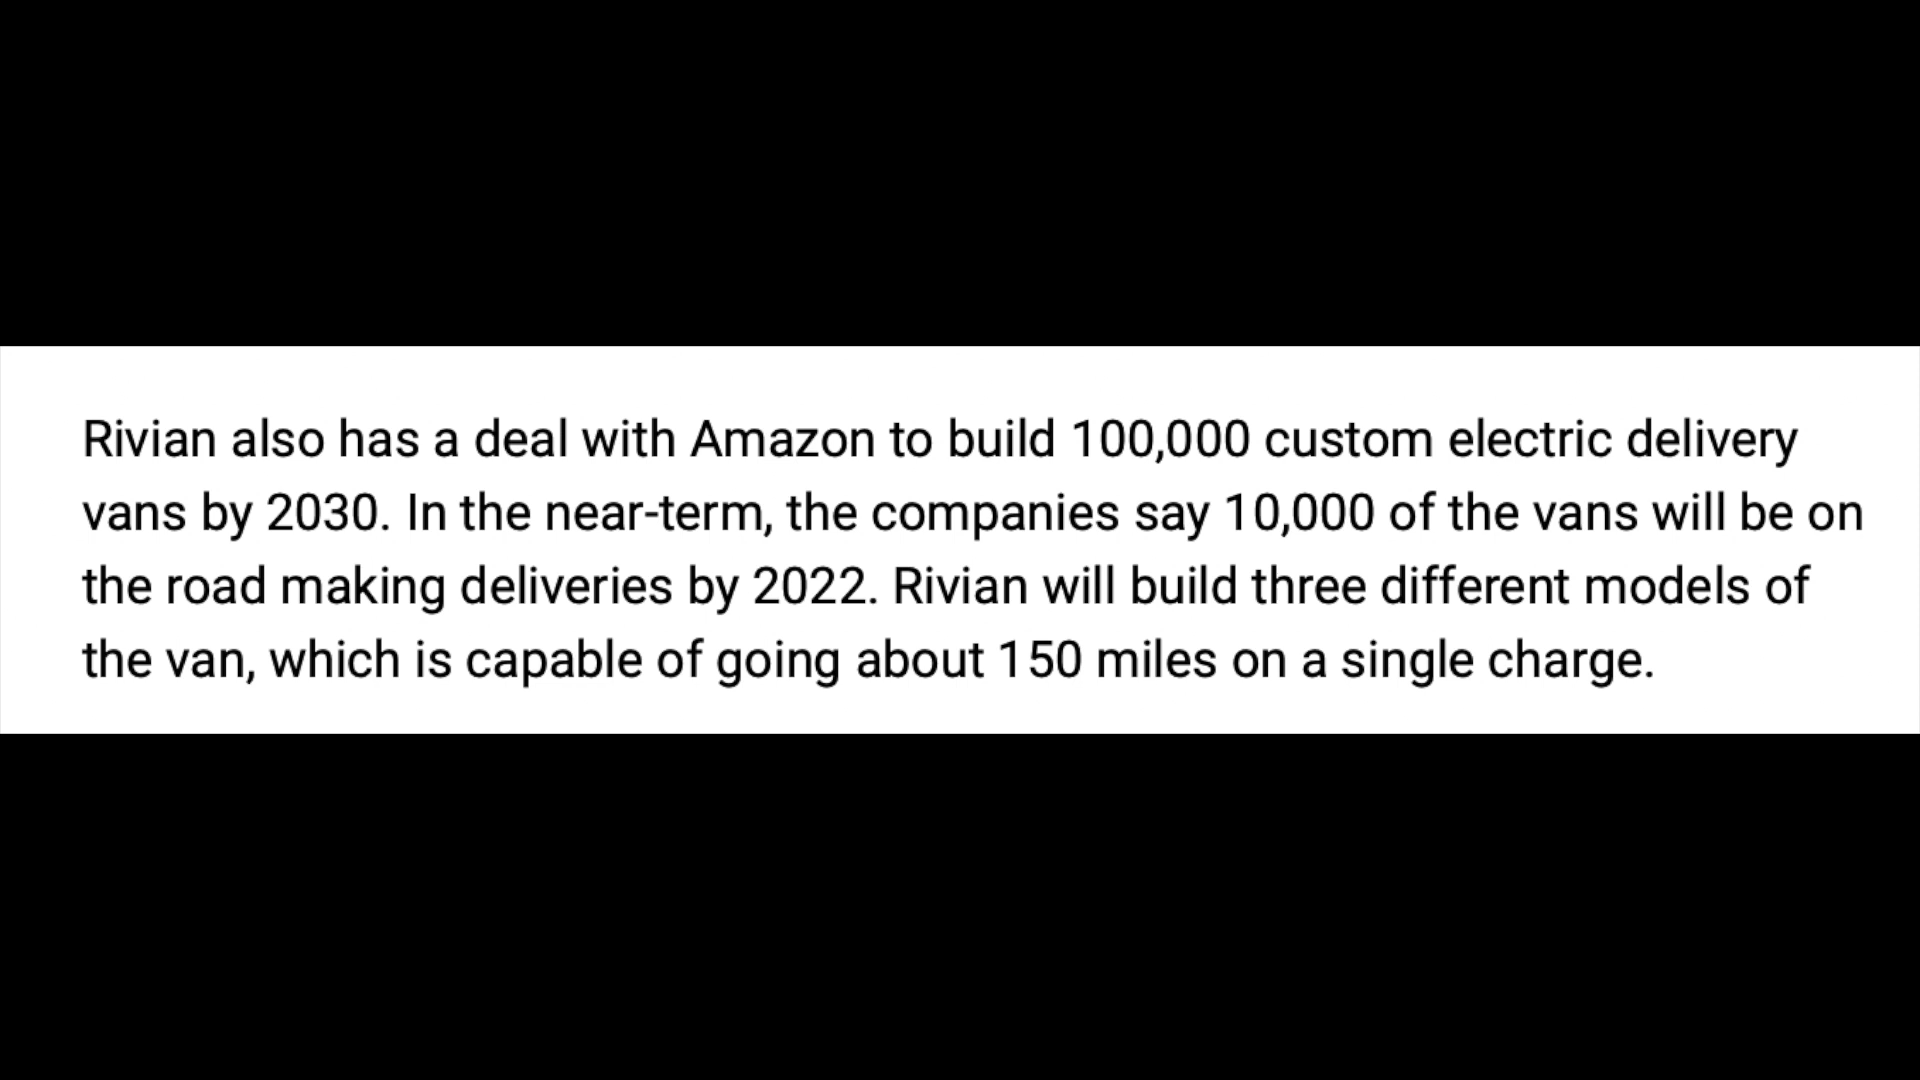 Rivian also has a deal with Amazon to build 100,000 custom electric delivery
vans by 2030. In the near-term, the companies say 10,000 of the vans will be on
the road making deliveries by 2022. Rivian will build three different models of
the van, which is capable of going about 150 miles on a single charge.